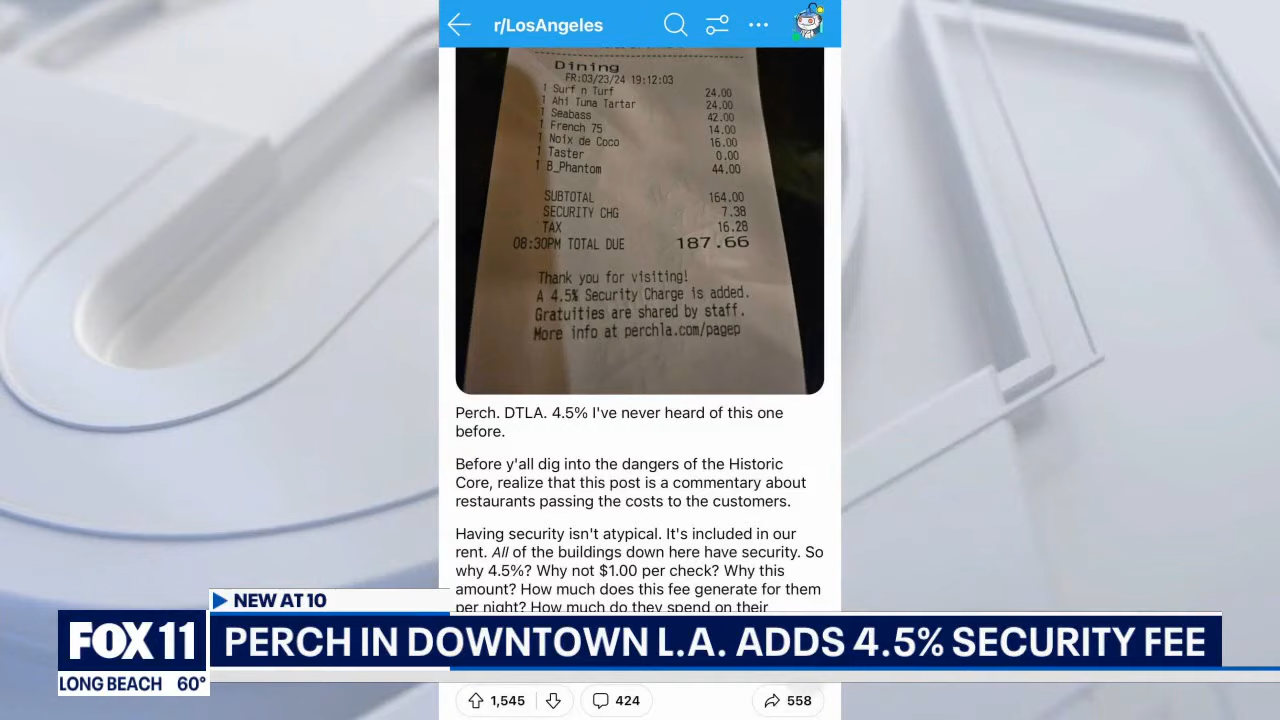 r/LosAngeles
Dining
FR:03/23/24 19:12:03
1 Surf n Turf 24.00
1 Ahi Tuna Tartar 24.00
1 Seabass 42.00
1 French 75 14.00
1 Noix de Coco 16.00
1 Taster 0.00
1 B_Phantom 44.00
SUBTOTAL 164.00
SECURITY CHG 7.38
TAX 16.28
08:30PM TOTAL DUE 187.66
Thank you for visiting!
A 4.5% Security Charge is added.
Gratuities are shared by staff.
More info at perchla.com/pagep
Perch. DTLA. 4.5% I've never heard of this one
before.
Before y'all dig into the dangers of the Historic
Core, realize that this post is a commentary about
restaurants passing the costs to the customers.
Having security isn't atypical. It's included in our
rent. All of the buildings down here have security. So
why 4.5%? Why not $1.00 per check? Why this
amount? How much does this fee generate for them
per night? How much do they spend on their
NEW AT 10
FOX 11
PERCH IN DOWNTOWN L.A. ADDS 4.5% SECURITY FEE
LONG BEACH 60°
1,545
424
558